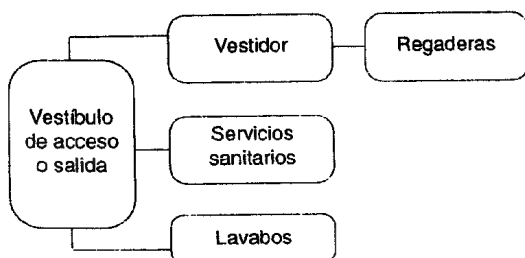 Vestidor
Regaderas
Vestíbulo
de acceso
o salida
Servicios
sanitarios
Lavabos